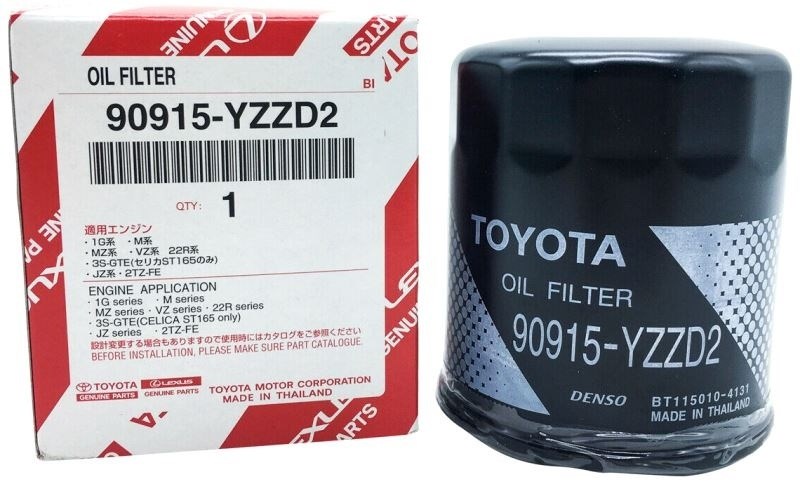 OIL FILTER
BI
90915-YZZD2
QTY: 1
適用エンジン
・1G系 ・M系
・MZ系 ・VZ系 22R系
・3S-GTE(セリカST165のみ)
・JZ系・2TZ-FE
ENGINE APPLICATION
・1G series ・M series
・MZ series ・VZ series ・22R series
・3S-GTE(CELICA ST165 only)
・JZ series ・2TZ-FE
設計変更する場合もありますので使用時にはカタログをご参照ください
BEFORE INSTALLATION, PLEASE MAKE SURE PART CATALOGUE.
TOYOTA
GENUINE PARTS
LEXUS
GENUINE PARTS
TOYOTA MOTOR CORPORATION
MADE IN THAILAND
GENUINE
LEXUS
PARTS
TOYOTA
OIL FILTER
90915-YZZD2
DENSO
BT115010-4131
MADE IN THAILAND